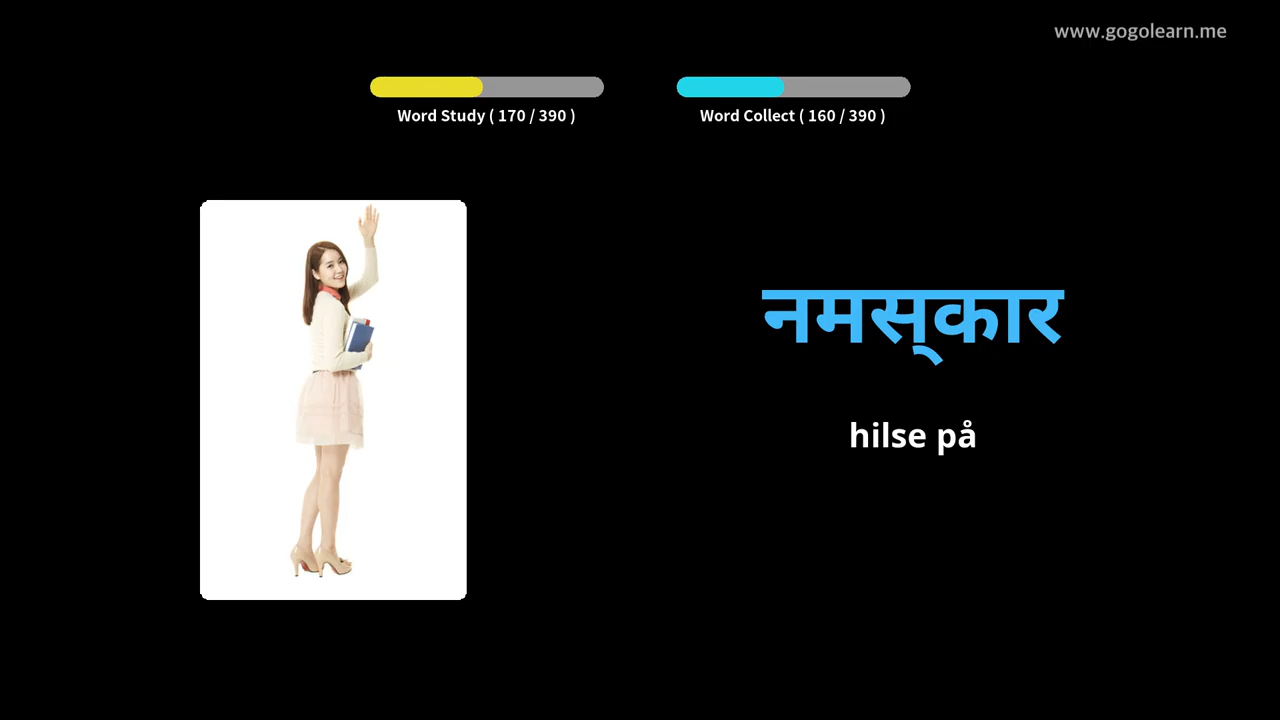 www.gogolearn.me
Word Study ( 170 / 390 )
Word Collect ( 160 / 390 )
नमस्कार
hilse på